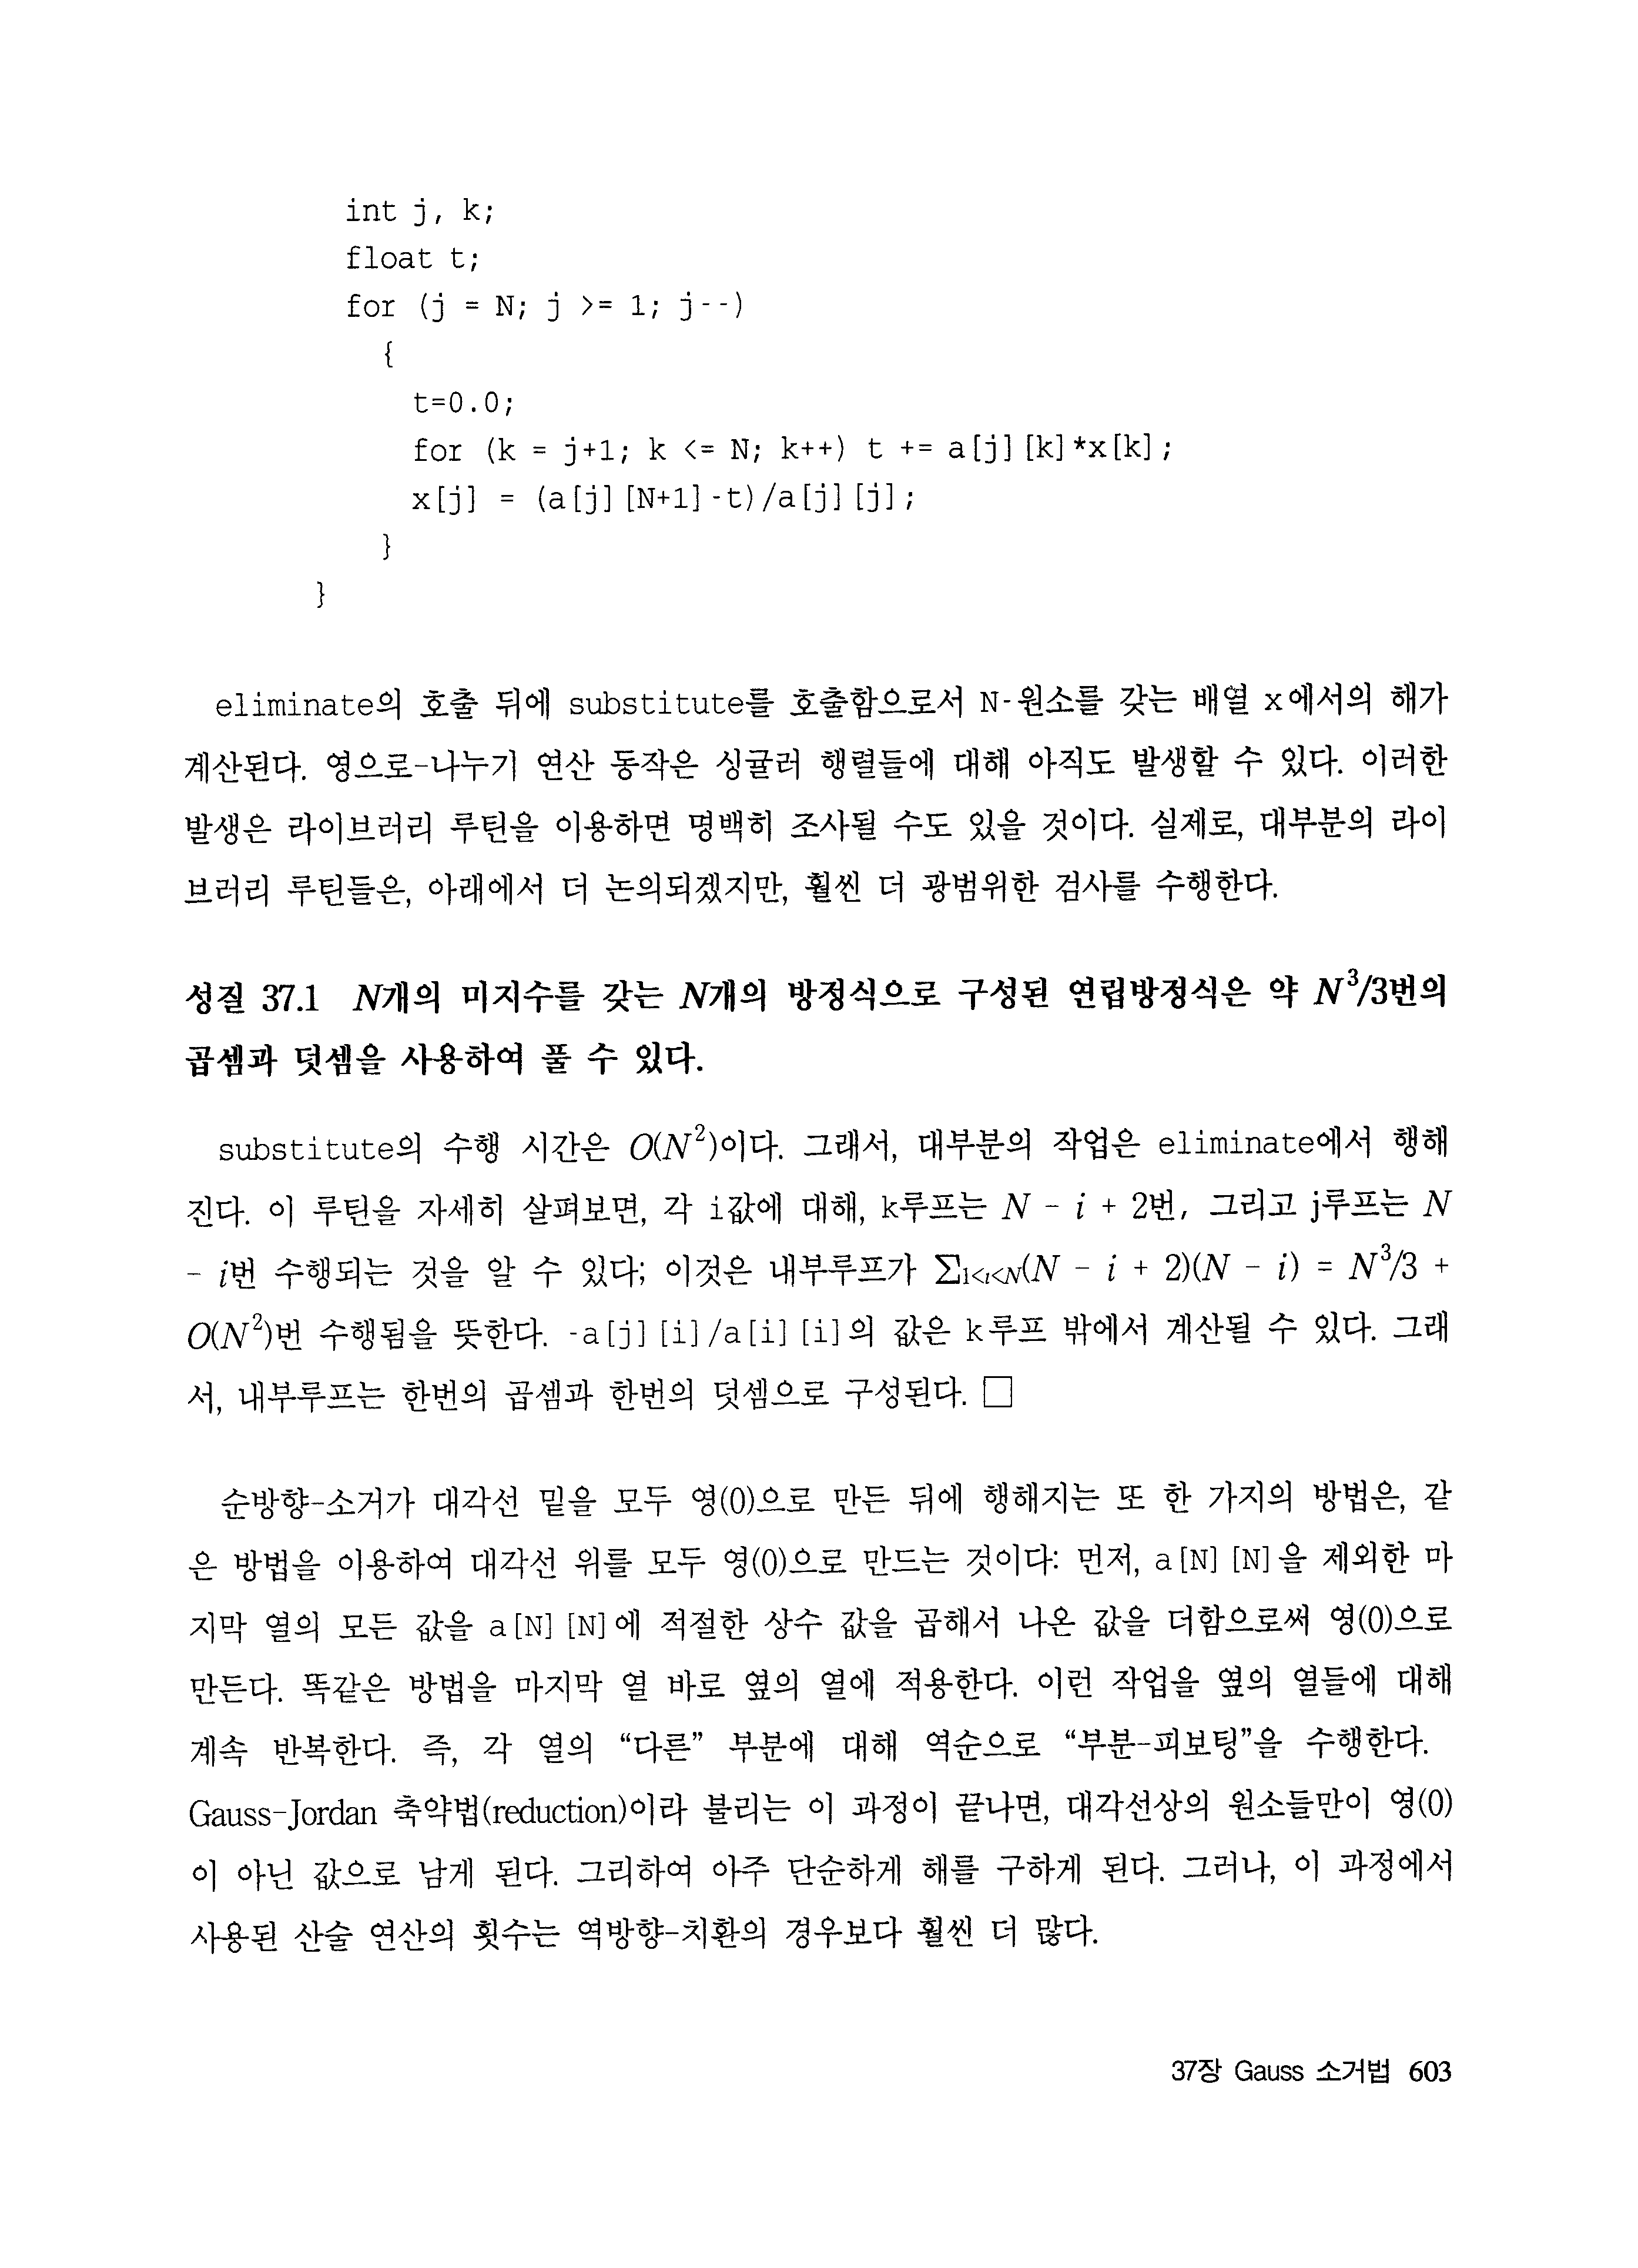 int j, k;
float t;
for (j = N; j >= 1; j--)
{
t=0.0;
for (k = j+1; k <= N; k++) t += a[j][k]*x[k];
x[j] = (a[j][N+1]-t)/a[j][j];
}
}
eliminate의 호출 뒤에 substitute를 호출함으로서 N-원소를 갖는 배열 x에서의 해가
계산된다. 영으로-나누기 연산 동작은 싱귤러 행렬들에 대해 아직도 발생할 수 있다. 이러한
발생은 라이브러리 루틴을 이용하면 명백히 조사될 수도 있을 것이다. 실제로, 대부분의 라이
브러리 루틴들은, 아래에서 더 논의되겠지만, 훨씬 더 광범위한 검사를 수행한다.
성질 37.1 N개의 미지수를 갖는 N개의 방정식으로 구성된 연립방정식은 약 N³/3번의
곱셈과 덧셈을 사용하여 풀 수 있다.
substitute의 수행 시간은 O(N²)이다. 그래서, 대부분의 작업은 eliminate에서 행해
진다. 이 루틴을 자세히 살펴보면, 각 i값에 대해, k루프는 N - i + 2번, 그리고 j루프는 N
- i번 수행되는 것을 알 수 있다; 이것은 내부루프가 Σ1<i<N(N - i + 2)(N - i) = N³/3 +
O(N²)번 수행됨을 뜻한다. -a[j][i]/a[i][i]의 값은 k루프 밖에서 계산될 수 있다. 그래
서, 내부루프는 한번의 곱셈과 한번의 덧셈으로 구성된다. □
순방향-소거가 대각선 밑을 모두 영(0)으로 만든 뒤에 행해지는 또 한 가지의 방법은, 같
은 방법을 이용하여 대각선 위를 모두 영(0)으로 만드는 것이다: 먼저, a[N][N]을 제외한 마
지막 열의 모든 값을 a[N][N]에 적절한 상수 값을 곱해서 나온 값을 더함으로써 영(0)으로
만든다. 똑같은 방법을 마지막 열 바로 옆의 열에 적용한다. 이런 작업을 옆의 열들에 대해
계속 반복한다. 즉, 각 열의 “다른” 부분에 대해 역순으로 “부분-피보팅”을 수행한다.
Gauss-Jordan 축약법(reduction)이라 불리는 이 과정이 끝나면, 대각선상의 원소들만이 영(0)
이 아닌 값으로 남게 된다. 그리하여 아주 단순하게 해를 구하게 된다. 그러나, 이 과정에서
사용된 산술 연산의 횟수는 역방향-치환의 경우보다 훨씬 더 많다.
37장 Gauss 소거법 603